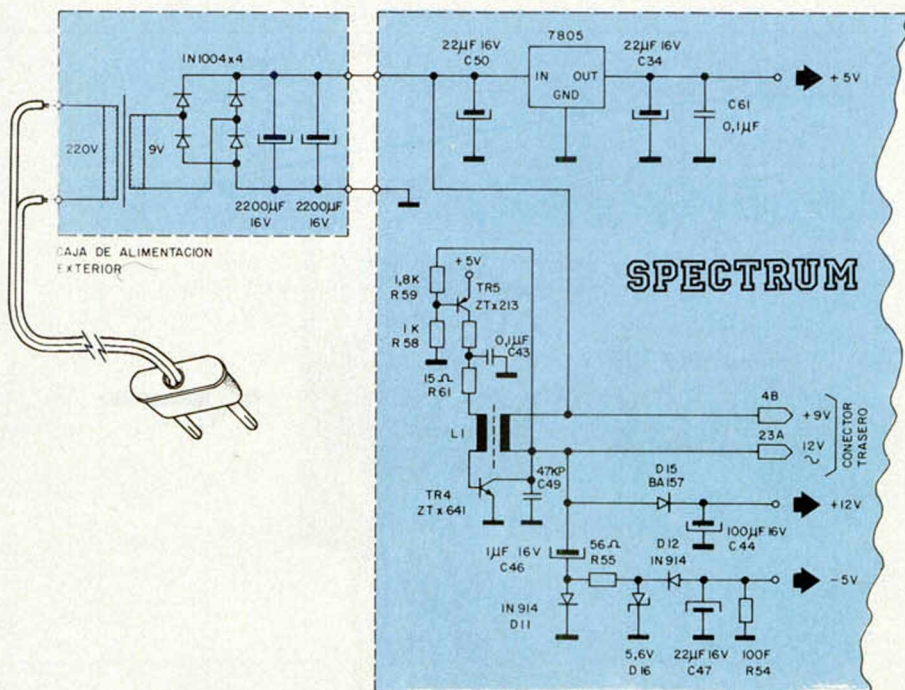 1N1004x4
220V
9V
2200µF
16V
2200µF
16V
CAJA DE ALIMENTACION
EXTERIOR
22µF 16V
C50
7805
IN OUT
GND
22µF 16V
C34
C61
0,1µF
+5V
SPECTRUM
+5V
1,8K
R59
TR5
ZTx213
1K
R58
0,1µF
C43
15Ω
R61
L1
4B
+9V
23A
12V
~
CONECTOR
TRASERO
47KP
C49
TR4
ZTx641
D15
BA157
+12V
100µF 16V
C44
1µF 16V
C46
56Ω
R55
D12
1N914
-5V
1N914
D11
5,6V
D16
22µF 16V
C47
100F
R54